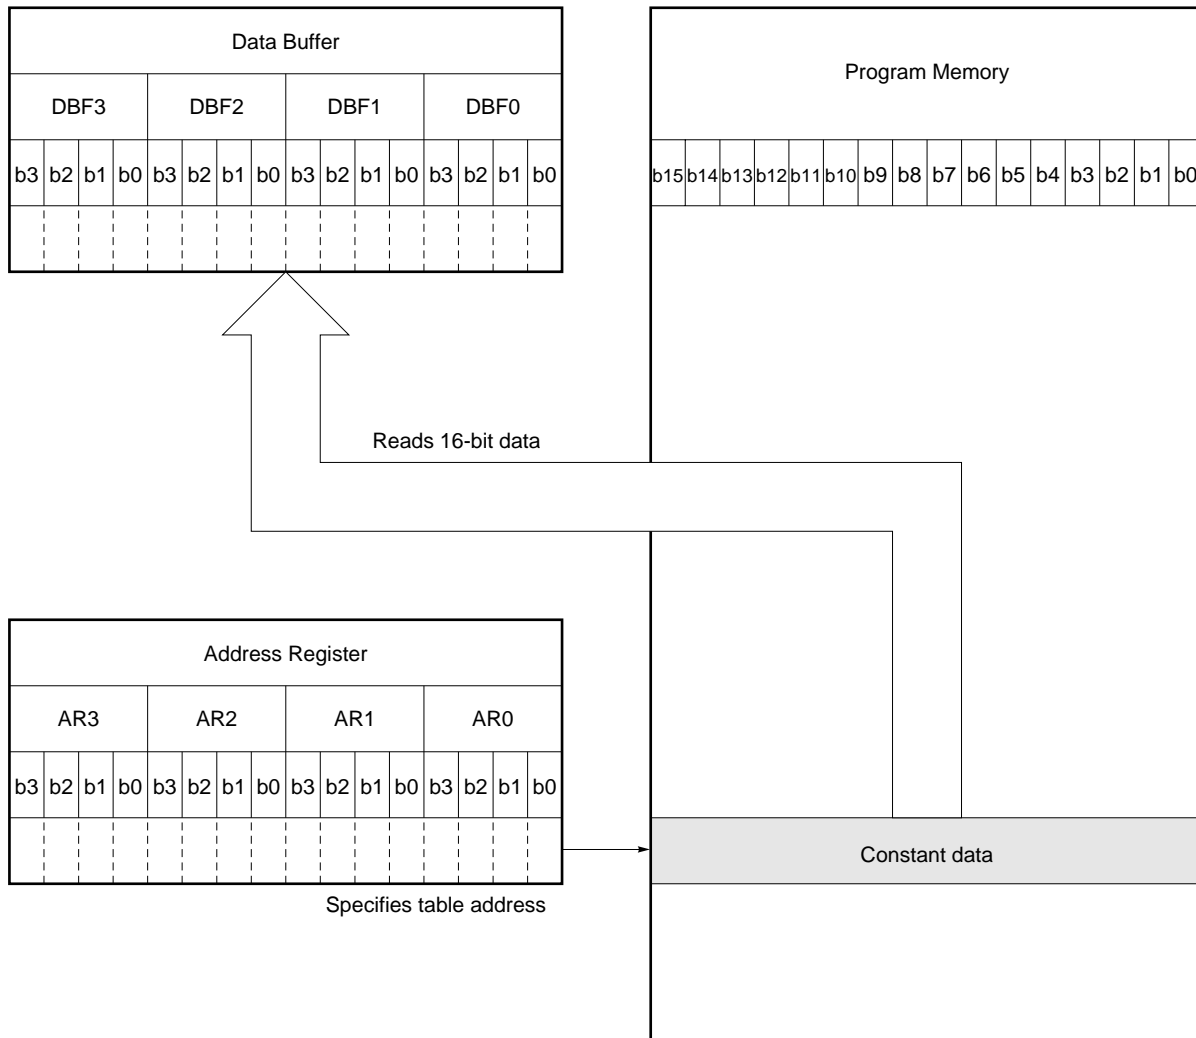 Data Buffer
DBF3 DBF2 DBF1 DBF0
b3 b2 b1 b0 b3 b2 b1 b0 b3 b2 b1 b0 b3 b2 b1 b0
Program Memory
b15 b14 b13 b12 b11 b10 b9 b8 b7 b6 b5 b4 b3 b2 b1 b0
Reads 16-bit data
Address Register
AR3 AR2 AR1 AR0
b3 b2 b1 b0 b3 b2 b1 b0 b3 b2 b1 b0 b3 b2 b1 b0
Constant data
Specifies table address